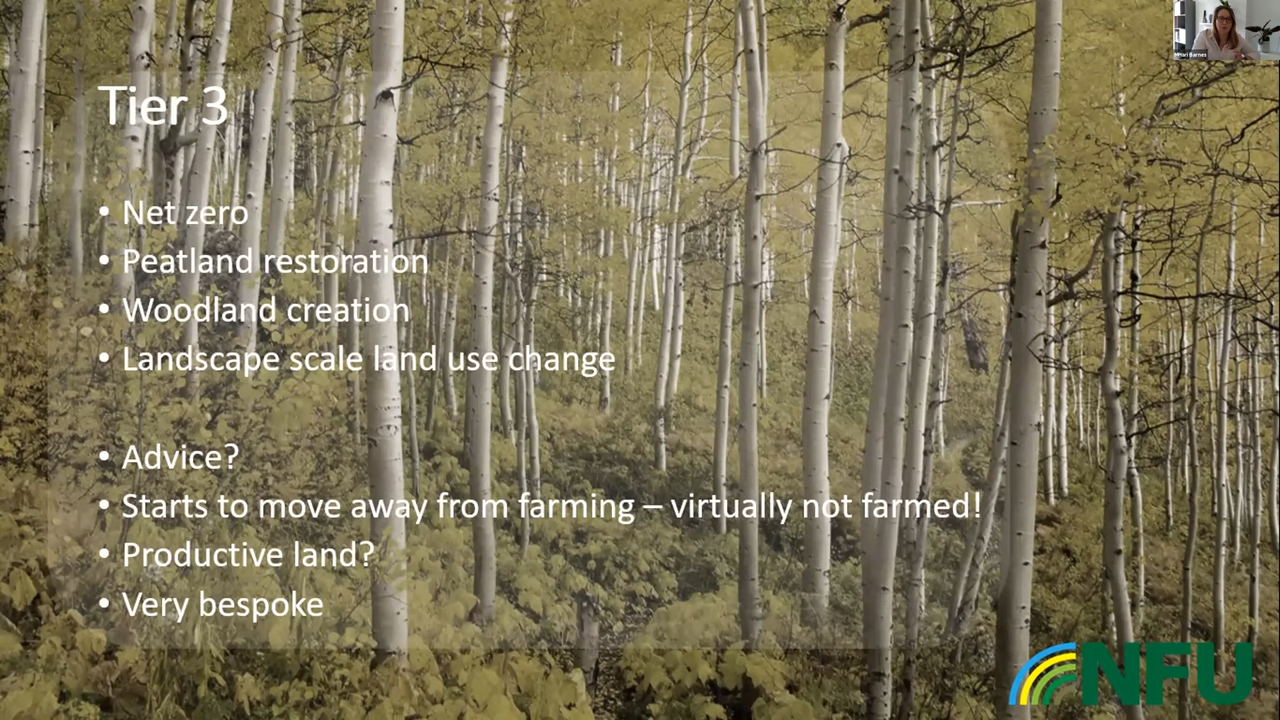 Tier 3
• Net zero
• Peatland restoration
• Woodland creation
• Landscape scale land use change
• Advice?
• Starts to move away from farming – virtually not farmed!
• Productive land?
• Very bespoke
NFU